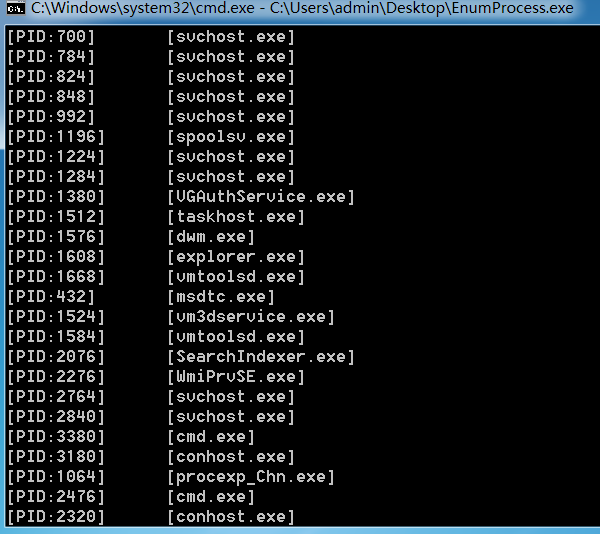 C:\Windows\system32\cmd.exe - C:\Users\admin\Desktop\EnumProcess.exe
[PID:700] [svchost.exe]
[PID:784] [svchost.exe]
[PID:824] [svchost.exe]
[PID:848] [svchost.exe]
[PID:992] [svchost.exe]
[PID:1196] [spoolsv.exe]
[PID:1224] [svchost.exe]
[PID:1284] [svchost.exe]
[PID:1380] [VGAuthService.exe]
[PID:1512] [taskhost.exe]
[PID:1576] [dwm.exe]
[PID:1608] [explorer.exe]
[PID:1668] [vmtoolsd.exe]
[PID:432] [msdtc.exe]
[PID:1524] [vm3dservice.exe]
[PID:1584] [vmtoolsd.exe]
[PID:2076] [SearchIndexer.exe]
[PID:2276] [WmiPrvSE.exe]
[PID:2764] [svchost.exe]
[PID:2840] [svchost.exe]
[PID:3380] [cmd.exe]
[PID:3180] [conhost.exe]
[PID:1064] [procexp_Chn.exe]
[PID:2476] [cmd.exe]
[PID:2320] [conhost.exe]